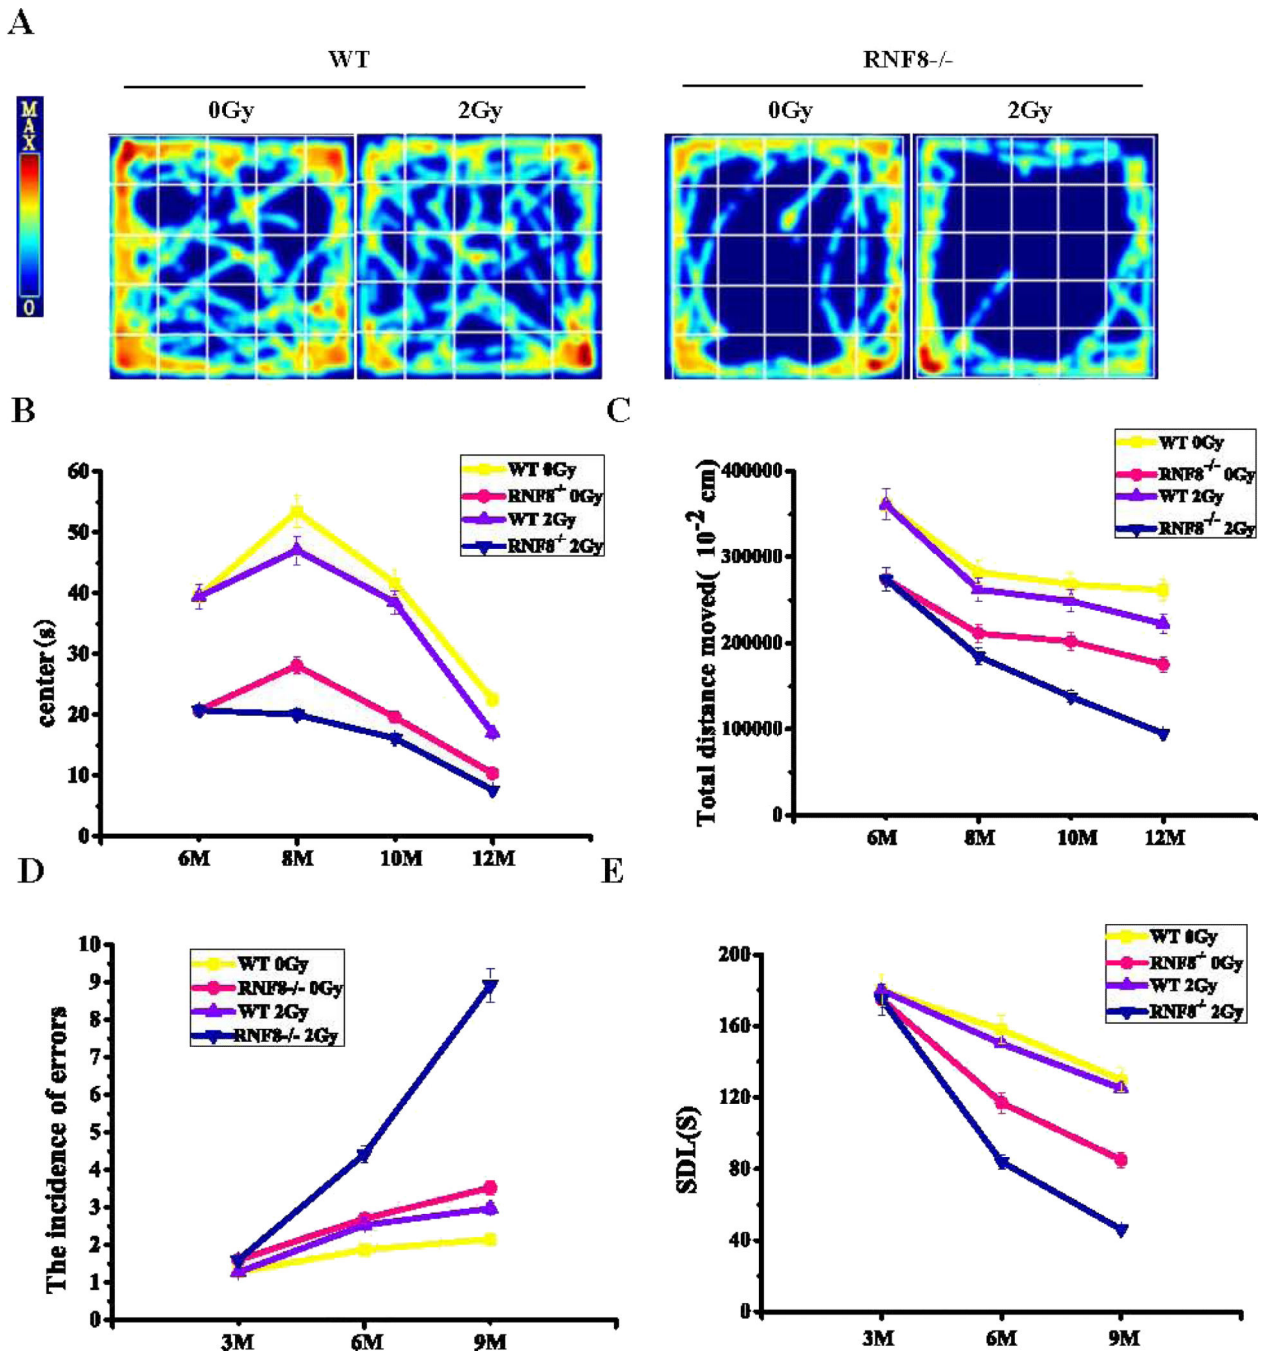 A
WT
RNF8-/-
0Gy
2Gy
0Gy
2Gy
MAX
0
B
C
60
50
40
30
20
10
0
center (s)
6M
8M
10M
12M
WT 0Gy
RNF8-/- 0Gy
WT 2Gy
RNF8-/- 2Gy
400000
300000
200000
100000
0
Total distance moved( 10-2 cm)
6M
8M
10M
12M
WT 0Gy
RNF8-/- 0Gy
WT 2Gy
RNF8-/- 2Gy
D
E
10
9
8
7
6
5
4
3
2
1
0
The incidence of errors
3M
6M
9M
WT 0Gy
RNF8-/- 0Gy
WT 2Gy
RNF8-/- 2Gy
200
160
120
80
40
0
SDL(S)
3M
6M
9M
WT 0Gy
RNF8-/- 0Gy
WT 2Gy
RNF8-/- 2Gy